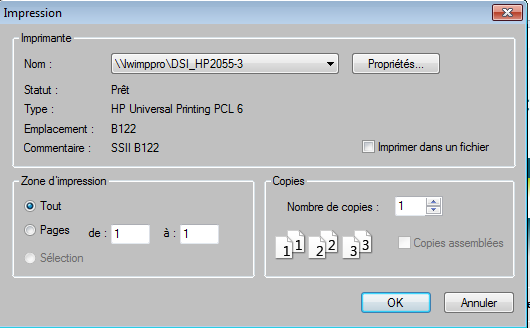 Impression
Imprimante
Nom : \\lwimppro\DSI_HP2055-3 Propriétés...
Statut : Prêt
Type : HP Universal Printing PCL 6
Emplacement : B122
Commentaire : SSII B122 Imprimer dans un fichier
Zone d'impression Copies
Tout Nombre de copies : 1
Pages de : 1 à : 1
1 1 2 2 3 3 Copies assemblées
Sélection
OK Annuler